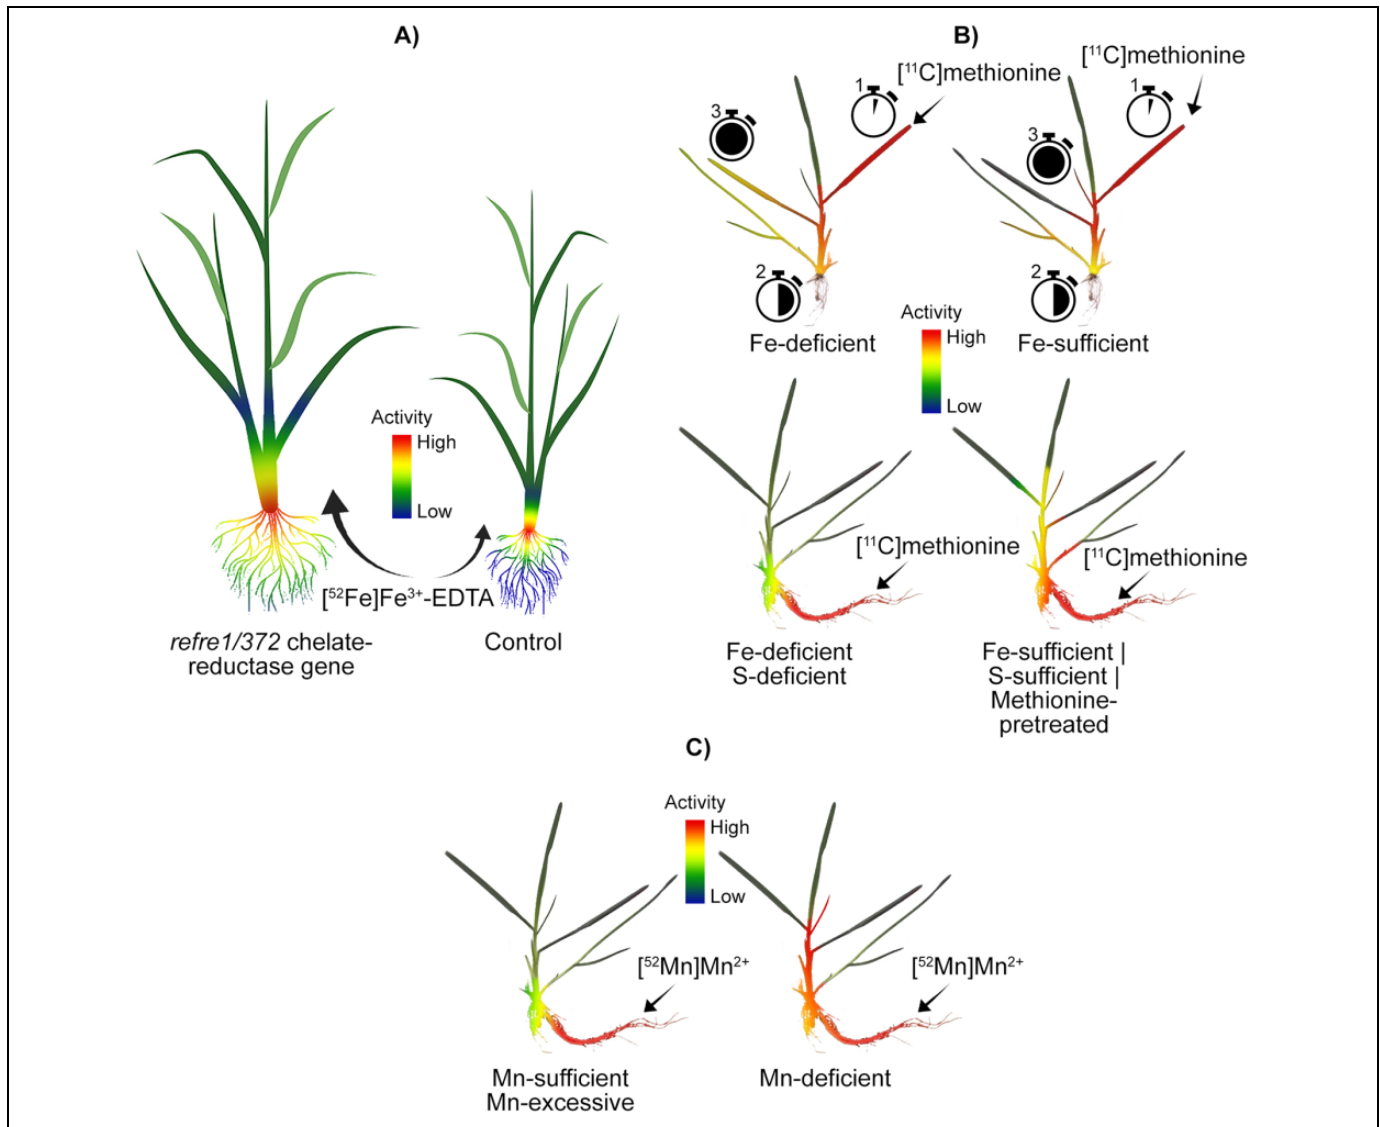 A)
Activity
High
Low
[⁵²Fe]Fe³⁺-EDTA
refre1/372 chelate-
reductase gene
Control
B)
[¹¹C]methionine
[¹¹C]methionine
1
3
2
1
3
2
Fe-deficient
Fe-sufficient
Activity
High
Low
[¹¹C]methionine
[¹¹C]methionine
Fe-deficient
S-deficient
Fe-sufficient |
S-sufficient |
Methionine-
pretreated
C)
Activity
High
Low
[⁵²Mn]Mn²⁺
[⁵²Mn]Mn²⁺
Mn-sufficient
Mn-excessive
Mn-deficient